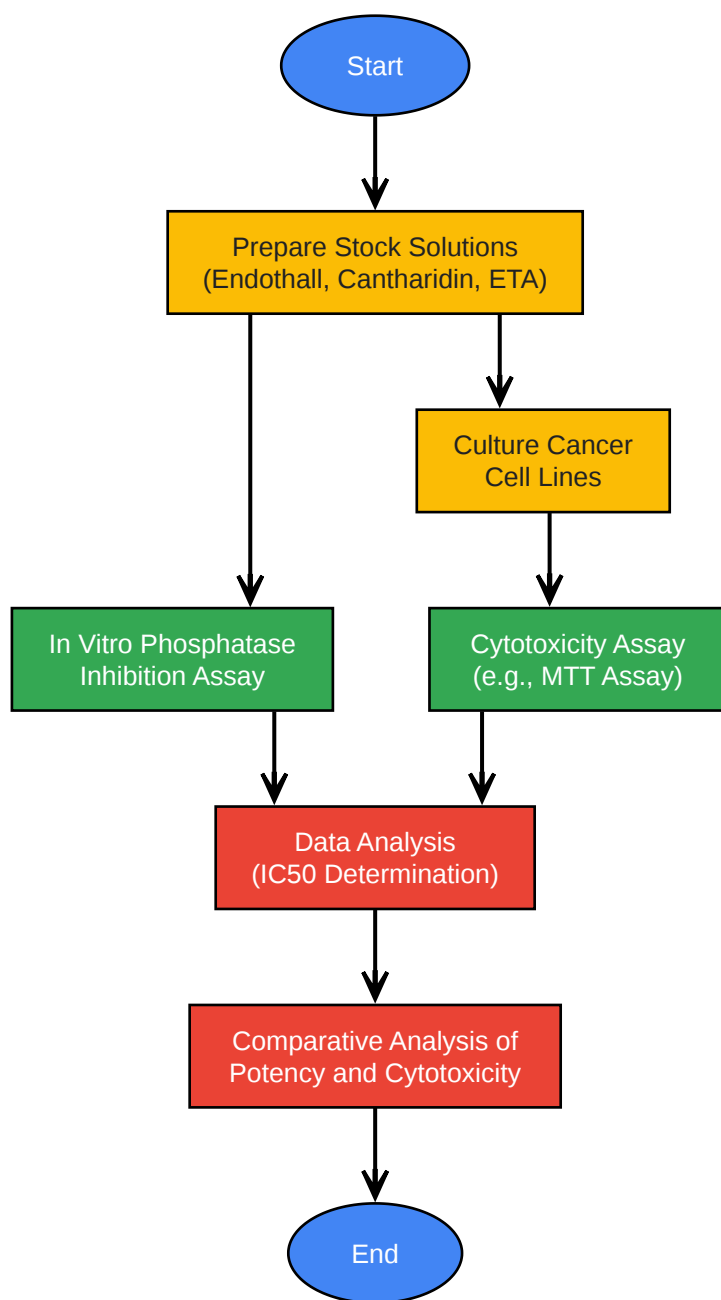 Start
Prepare Stock Solutions
(Endothall, Cantharidin, ETA)
Culture Cancer
Cell Lines
In Vitro Phosphatase
Inhibition Assay
Cytotoxicity Assay
(e.g., MTT Assay)
Data Analysis
(IC50 Determination)
Comparative Analysis of
Potency and Cytotoxicity
End